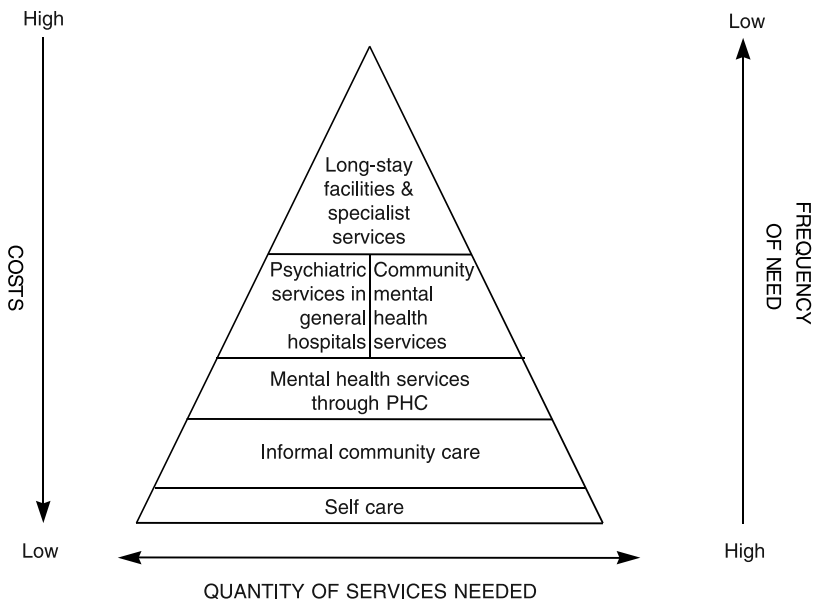 High
Low
Long-stay
facilities &
specialist
services
COSTS
FREQUENCY
OF NEED
Psychiatric
services in
general
hospitals
Community
mental
health
services
Mental health services
through PHC
Informal community care
Self care
Low
High
QUANTITY OF SERVICES NEEDED